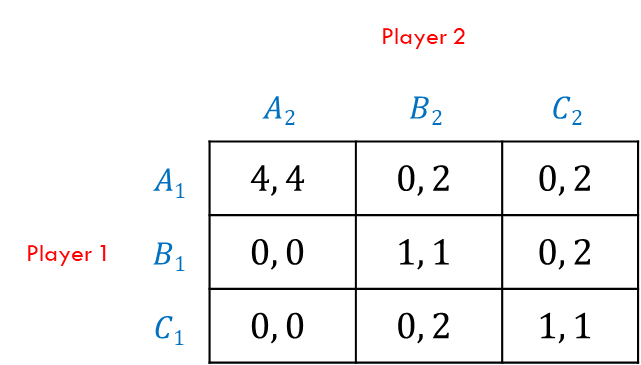 Player 2
A₂ B₂ C₂
A₁ 4, 4 0, 2 0, 2
Player 1 B₁ 0, 0 1, 1 0, 2
C₁ 0, 0 0, 2 1, 1